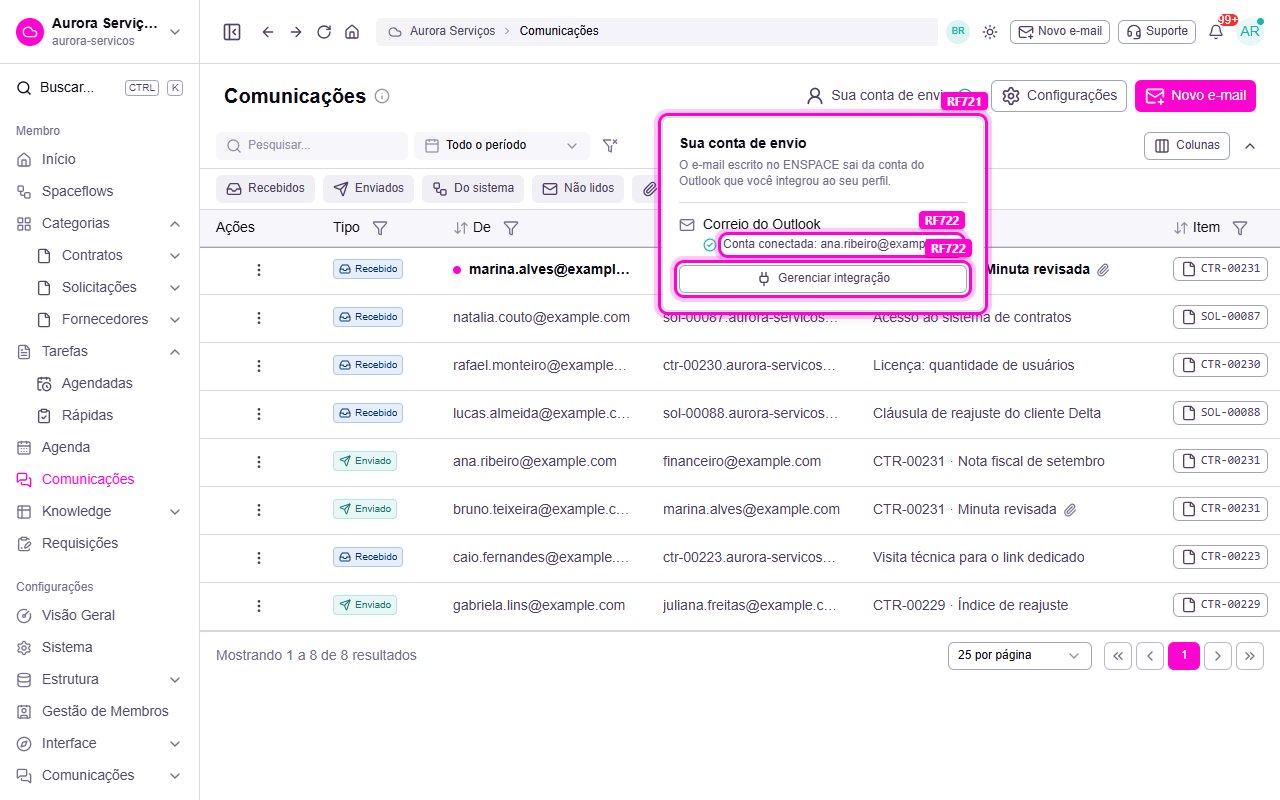 Aurora Serviç...
aurora-servicos
Aurora Serviços > Comunicações
BR
Novo e-mail
Suporte
99+
AR
Buscar...
CTRL
K
Membro
Início
Spaceflows
Categorias
Contratos
Solicitações
Fornecedores
Tarefas
Agendadas
Rápidas
Agenda
Comunicações
Knowledge
Requisições
Configurações
Visão Geral
Sistema
Estrutura
Gestão de Membros
Interface
Comunicações
Comunicações
Sua conta de envi
Configurações
Novo e-mail
RF721
Pesquisar...
Todo o período
Colunas
Recebidos
Enviados
Do sistema
Não lidos
Sua conta de envio
O e-mail escrito no ENSPACE sai da conta do
Outlook que você integrou ao seu perfil.
Correio do Outlook
RF722
Conta conectada: ana.ribeiro@examp
RF722
Gerenciar integração
Ações Tipo De Item
Recebido marina.alves@exampl... Minuta revisada CTR-00231
Recebido natalia.couto@example.com sol-00087.aurora-servicos... Acesso ao sistema de contratos SOL-00087
Recebido rafael.monteiro@example... ctr-00230.aurora-servicos... Licença: quantidade de usuários CTR-00230
Recebido lucas.almeida@example.c... sol-00088.aurora-servicos... Cláusula de reajuste do cliente Delta SOL-00088
Enviado ana.ribeiro@example.com financeiro@example.com CTR-00231 · Nota fiscal de setembro CTR-00231
Enviado bruno.teixeira@example.c... marina.alves@example.com CTR-00231 · Minuta revisada CTR-00231
Recebido caio.fernandes@example.... ctr-00223.aurora-servicos... Visita técnica para o link dedicado CTR-00223
Enviado gabriela.lins@example.com juliana.freitas@example.c... CTR-00229 · Índice de reajuste CTR-00229
Mostrando 1 a 8 de 8 resultados
25 por página
1